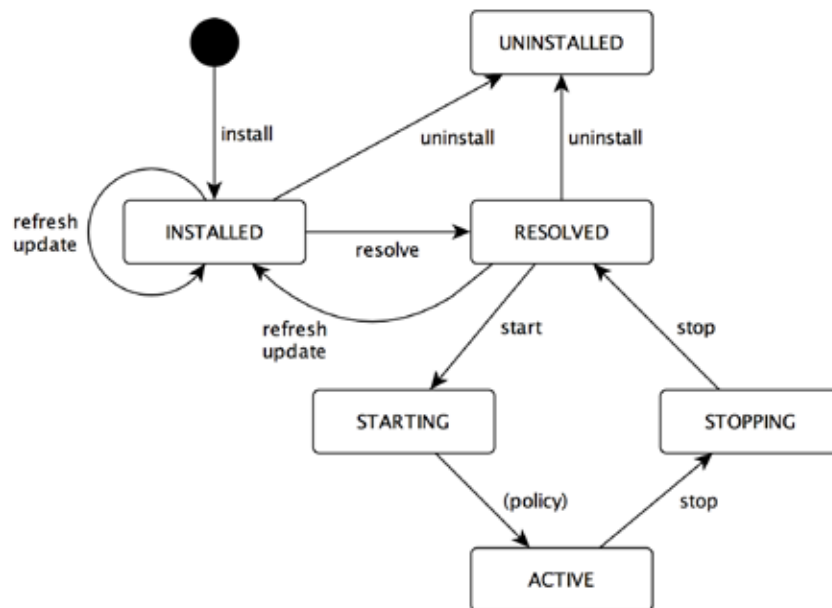 UNINSTALLED
install
uninstall
uninstall
refresh
update
INSTALLED
resolve
RESOLVED
refresh
update
start
stop
STARTING
STOPPING
(policy)
stop
ACTIVE